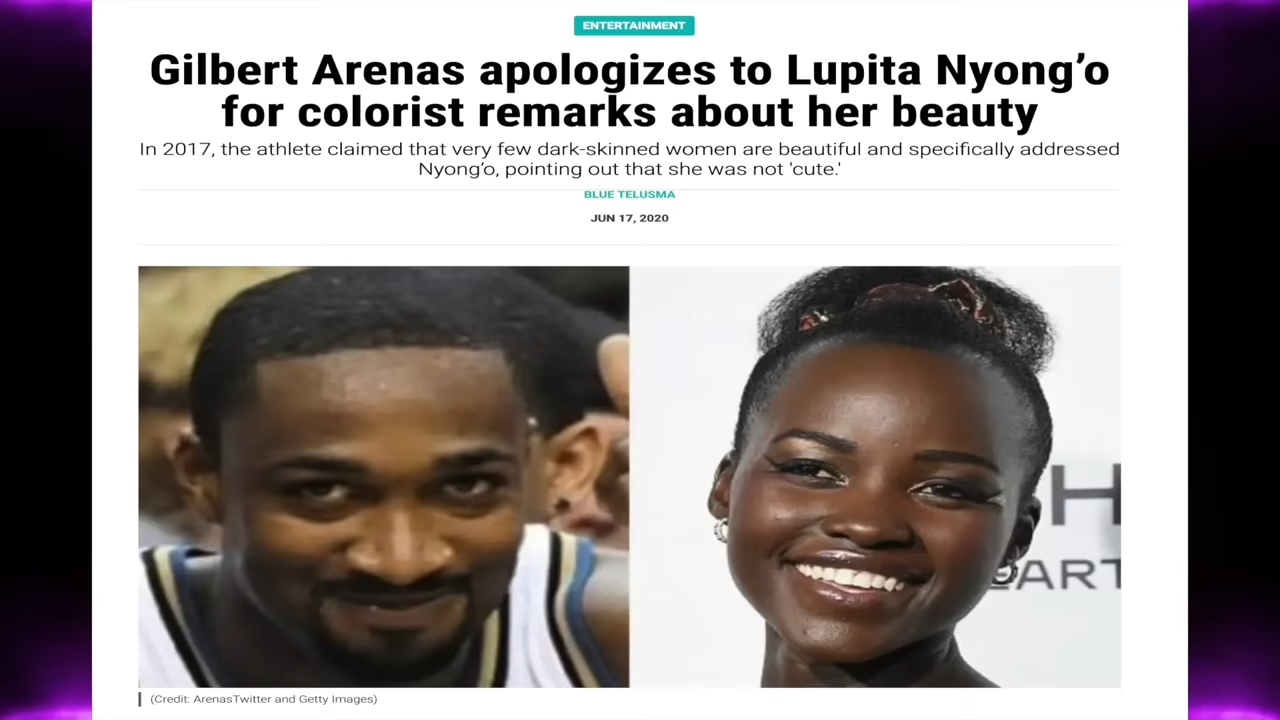 ENTERTAINMENT
Gilbert Arenas apologizes to Lupita Nyong’o
for colorist remarks about her beauty
In 2017, the athlete claimed that very few dark-skinned women are beautiful and specifically addressed
Nyong’o, pointing out that she was not 'cute.'
BLUE TELUSMA
JUN 17, 2020
H
ART
(Credit: ArenasTwitter and Getty Images)